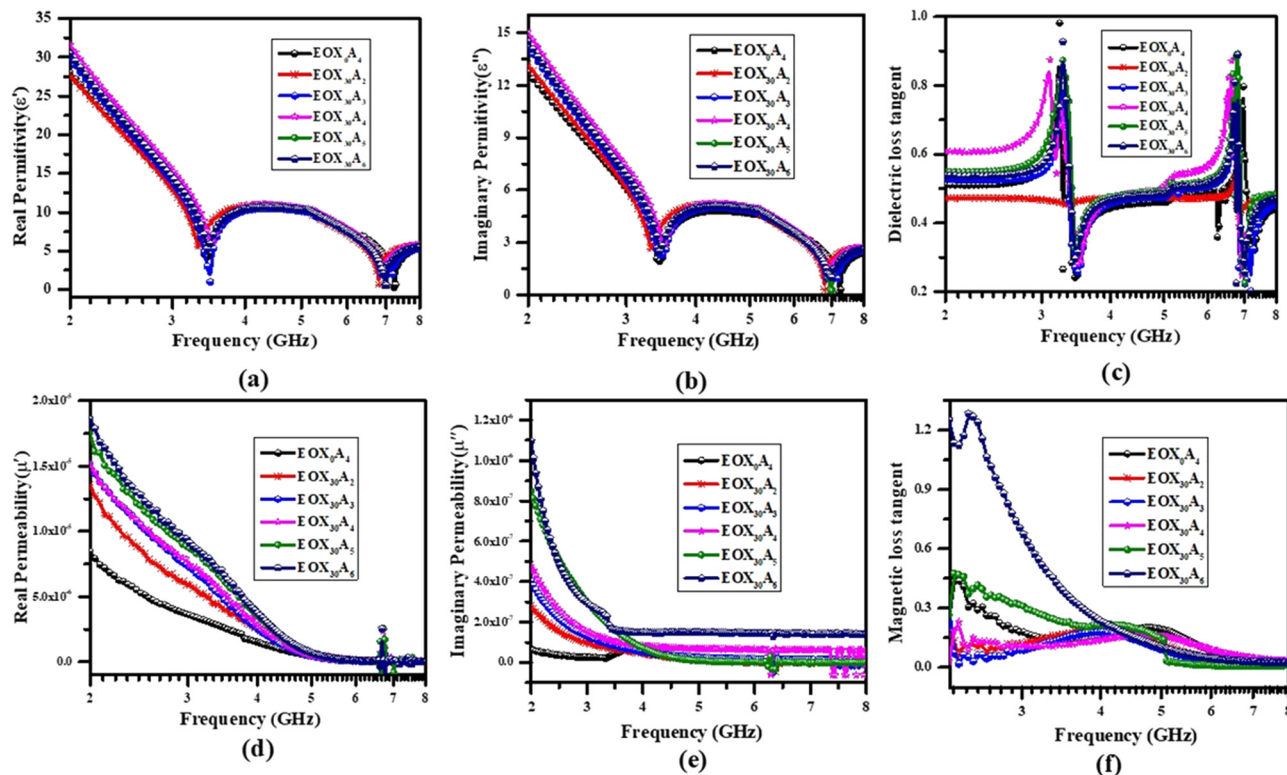 35
30
25
20
15
10
5
0
Real Permitivity(ε')
EOX₀A₄
EOX₃₀A₂
EOX₃₀A₃
EOX₃₀A₄
EOX₃₀A₅
EOX₃₀A₆
2 3 4 5 6 7 8
Frequency (GHz)
(a)
15
12
9
6
3
0
Imaginary Permitivity(ε'')
EOX₀A₄
EOX₃₀A₂
EOX₃₀A₃
EOX₃₀A₄
EOX₃₀A₅
EOX₃₀A₆
2 3 4 5 6 7 8
Frequency (GHz)
(b)
1.0
0.8
0.6
0.4
0.2
Dielectric loss tangent
EOX₀A₄
EOX₃₀A₂
EOX₃₀A₃
EOX₃₀A₄
EOX₃₀A₅
EOX₃₀A₆
2 3 4 5 6 7 8
Frequency (GHz)
(c)
1.5x10⁻⁵
1.0x10⁻⁵
5.0x10⁻⁶
0.0
Real Permeability(μ')
EOX₀A₄
EOX₃₀A₂
EOX₃₀A₃
EOX₃₀A₄
EOX₃₀A₅
EOX₃₀A₆
2 3 4 5 6 7 8
Frequency (GHz)
(d)
1.2x10⁻⁶
1.0x10⁻⁶
8.0x10⁻⁷
6.0x10⁻⁷
4.0x10⁻⁷
2.0x10⁻⁷
0.0
Imaginary Permeability(μ'')
EOX₀A₄
EOX₃₀A₂
EOX₃₀A₃
EOX₃₀A₄
EOX₃₀A₅
EOX₃₀A₆
2 3 4 5 6 7 8
Frequency (GHz)
(e)
1.2
0.9
0.6
0.3
0.0
Magnetic loss tangent
EOX₀A₄
EOX₃₀A₂
EOX₃₀A₃
EOX₃₀A₄
EOX₃₀A₅
EOX₃₀A₆
3 4 5 6 7 8
Frequency (GHz)
(f)